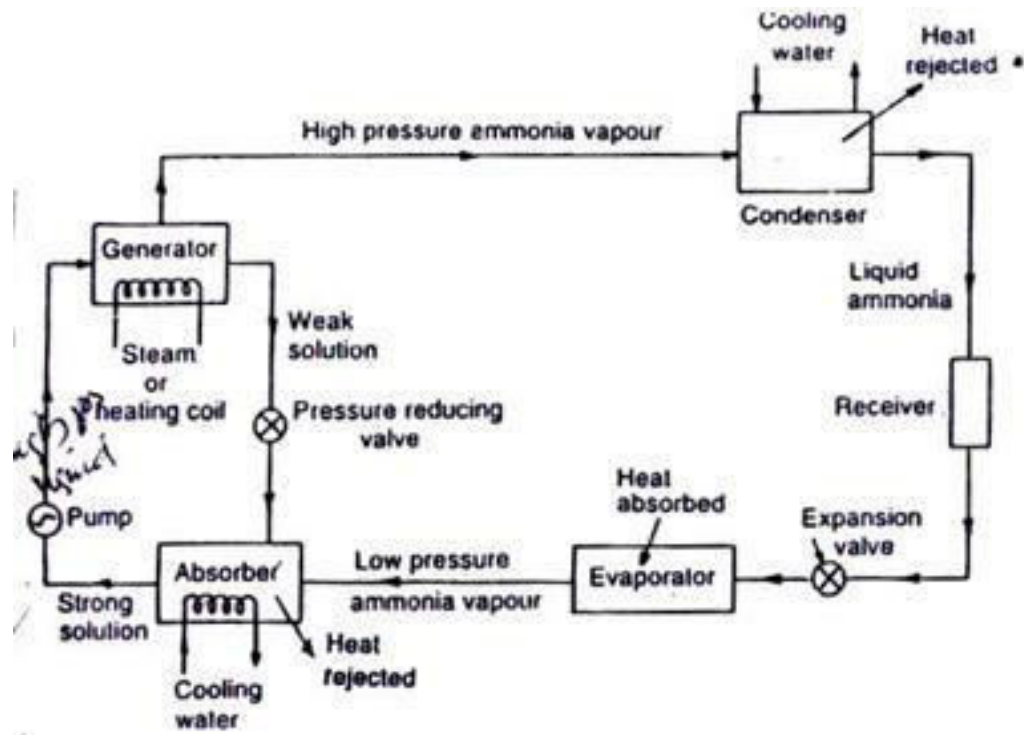 Cooling
water
Heat
rejected
High pressure ammonia vapour
Condenser
Generator
Liquid
ammonia
Weak
solution
Steam
or
heating coil
Pressure reducing
valve
Receiver
Pump
Heat
absorbed
Expansion
valve
Absorber
Low pressure
ammonia vapour
Evaporator
Strong
solution
Heat
rejected
Cooling
water